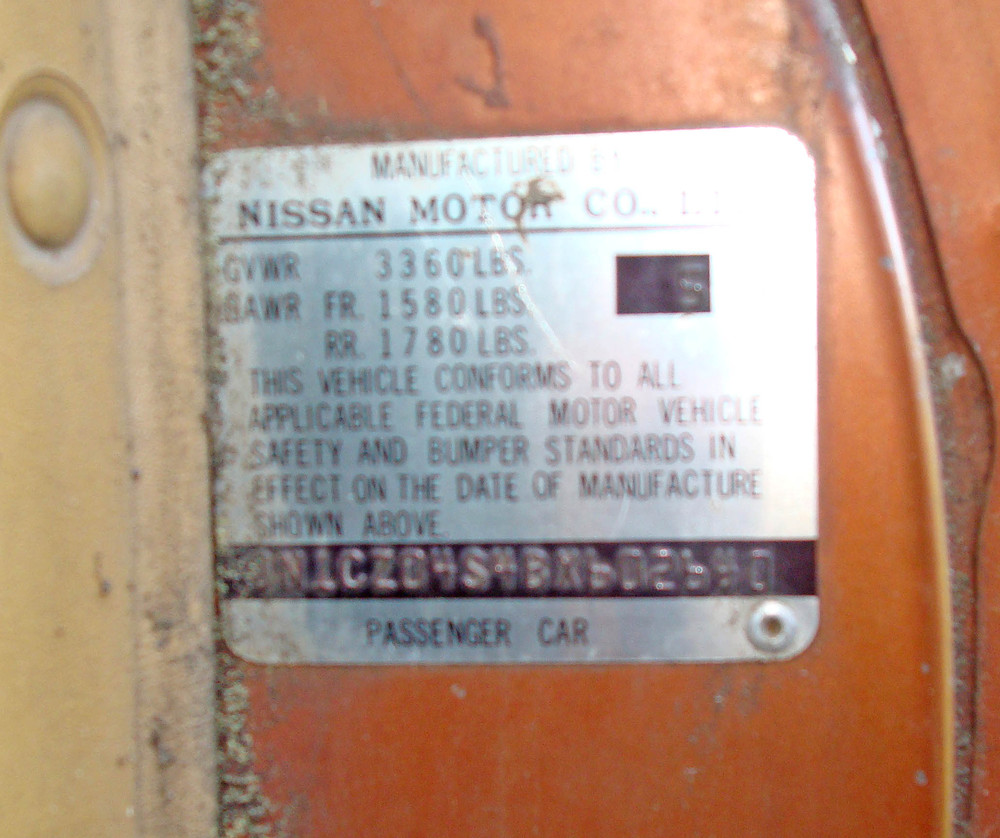 MANUFACTURED BY
NISSAN MOTOR CO.,
GVWR 3360 LBS.
GAWR FR. 1580 LBS.
RR. 1780 LBS.
THIS VEHICLE CONFORMS TO ALL
APPLICABLE FEDERAL MOTOR VEHICLE
SAFETY AND BUMPER STANDARDS IN
EFFECT ON THE DATE OF MANUFACTURE
SHOWN ABOVE.
PASSENGER CAR